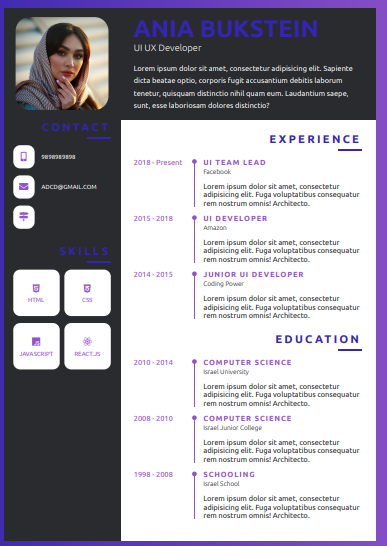 ANIA BUKSTEIN
UI UX Developer
Lorem ipsum dolor sit amet, consectetur adipisicing elit. Sapiente
dicta beatae optio, corporis fugit accusantium debitis laborum
tenetur, quisquam distinctio nihil quam eum. Laudantium saepe,
sunt, esse laboriosam dolores distinctio?
CONTACT
9898989898
ADCD@GMAIL.COM
SKILLS
HTML
CSS
JAVASCRIPT
REACT.JS
EXPERIENCE
2018 - Present
UI TEAM LEAD
Facebook
Lorem ipsum dolor sit amet, consectetur
adipisicing elit. Fuga voluptatibus consequatur
rem nostrum omnis! Architecto.
2015 - 2018
UI DEVELOPER
Amazon
Lorem ipsum dolor sit amet, consectetur
adipisicing elit. Fuga voluptatibus consequatur
rem nostrum omnis! Architecto.
2014 - 2015
JUNIOR UI DEVELOPER
Coding Power
Lorem ipsum dolor sit amet, consectetur
adipisicing elit. Fuga voluptatibus consequatur
rem nostrum omnis! Architecto.
EDUCATION
2010 - 2014
COMPUTER SCIENCE
Israel University
Lorem ipsum dolor sit amet, consectetur
adipisicing elit. Fuga voluptatibus consequatur
rem nostrum omnis! Architecto.
2008 - 2010
COMPUTER SCIENCE
Israel Junior College
Lorem ipsum dolor sit amet, consectetur
adipisicing elit. Fuga voluptatibus consequatur
rem nostrum omnis! Architecto.
1998 - 2008
SCHOOLING
Israel School
Lorem ipsum dolor sit amet, consectetur
adipisicing elit. Fuga voluptatibus consequatur
rem nostrum omnis! Architecto.